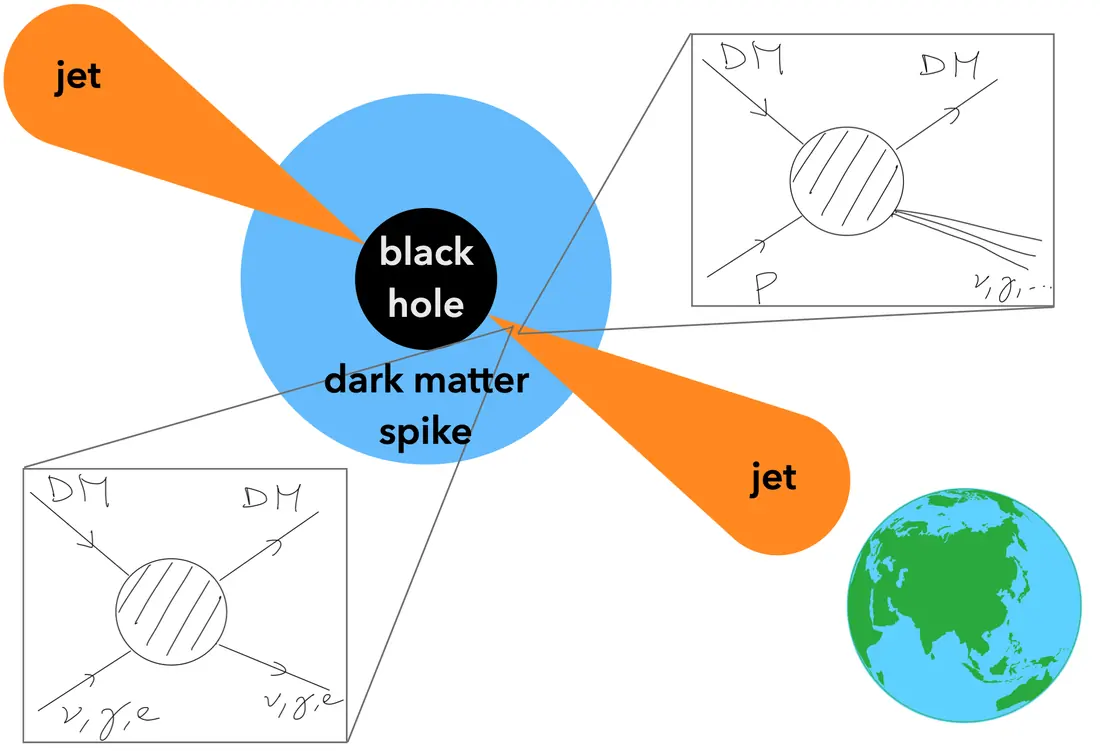 jet
black
hole
dark matter
spike
jet
DM DM
P
ν, γ, ...
DM DM
ν, γ, e
ν, γ, e